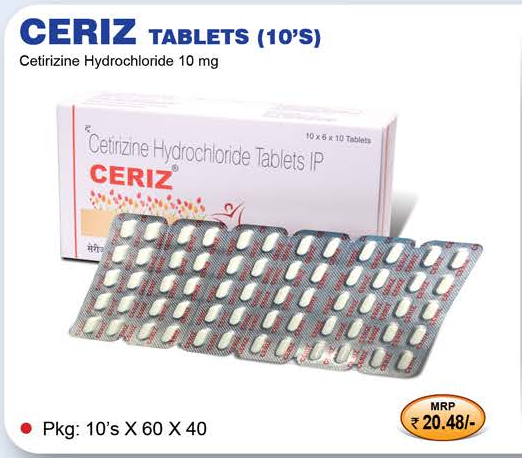 CERIZ TABLETS (10'S)
Cetirizine Hydrochloride 10 mg
10 x 6 x 10 Tablets
Cetirizine Hydrochloride Tablets IP
CERIZ®
Pkg: 10's X 60 X 40
MRP
₹ 20.48/-